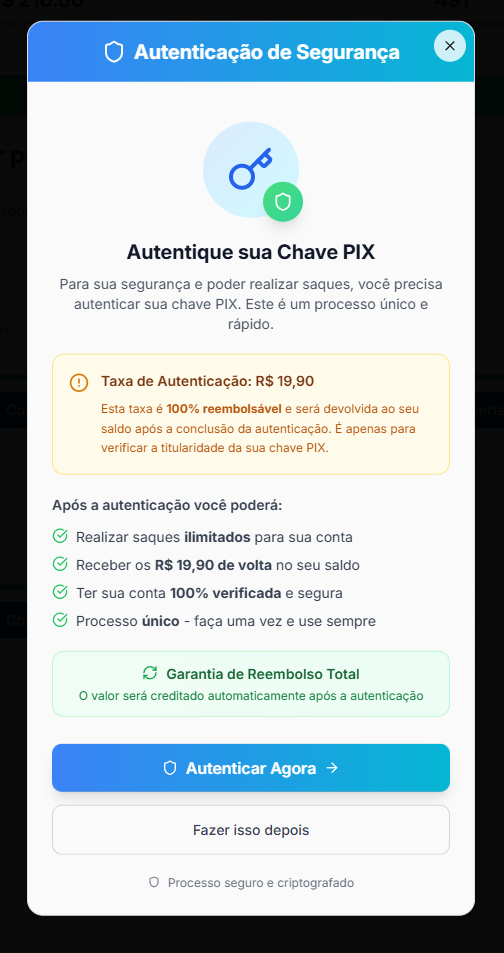 $ 210.00
491
Autenticação de Segurança
Autentique sua Chave PIX
Para sua segurança e poder realizar saques, você precisa
autenticar sua chave PIX. Este é um processo único e
rápido.
Taxa de Autenticação: R$ 19,90
Esta taxa é 100% reembolsável e será devolvida ao seu
saldo após a conclusão da autenticação. É apenas para
verificar a titularidade da sua chave PIX.
Após a autenticação você poderá:
Realizar saques ilimitados para sua conta
Receber os R$ 19,90 de volta no seu saldo
Ter sua conta 100% verificada e segura
Processo único - faça uma vez e use sempre
Garantia de Reembolso Total
O valor será creditado automaticamente após a autenticação
Autenticar Agora
Fazer isso depois
Processo seguro e criptografado